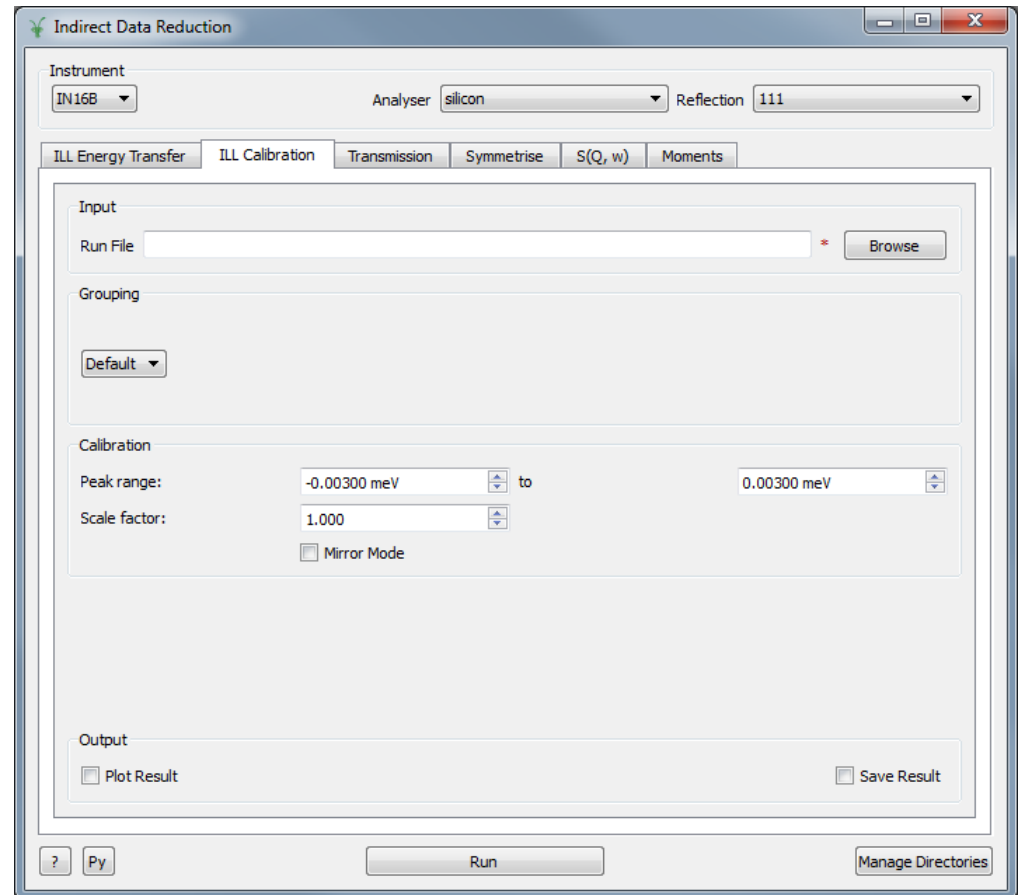 Indirect Data Reduction
Instrument
IN16B Analyser silicon Reflection 111
ILL Energy Transfer ILL Calibration Transmission Symmetrise S(Q, w) Moments
Input
Run File * Browse
Grouping
Default
Calibration
Peak range: -0.00300 meV to 0.00300 meV
Scale factor: 1.000
Mirror Mode
Output
Plot Result Save Result
? Py Run Manage Directories